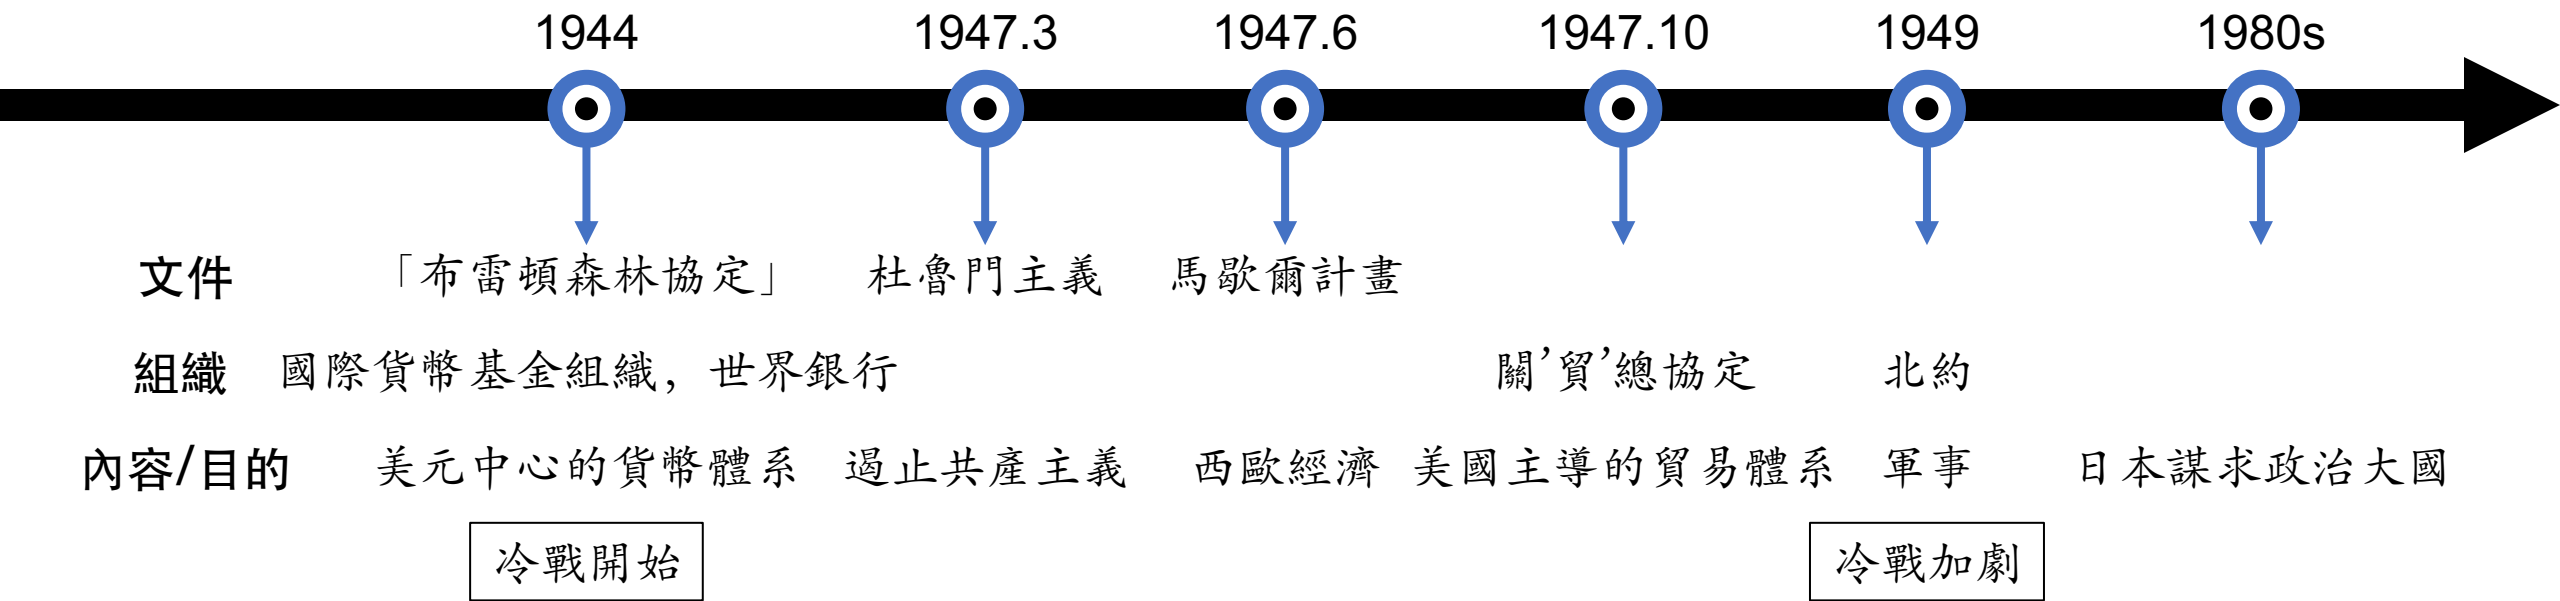 1944 1947.3 1947.6 1947.10 1949 1980s
文件 「布雷頓森林協定」 杜魯門主義 馬歇爾計畫
組織 國際貨幣基金組織，世界銀行 關’貿’總協定 北約
內容/目的 美元中心的貨幣體系 遏止共產主義 西歐經濟 美國主導的貿易體系 軍事 日本謀求政治大國
冷戰開始 冷戰加劇